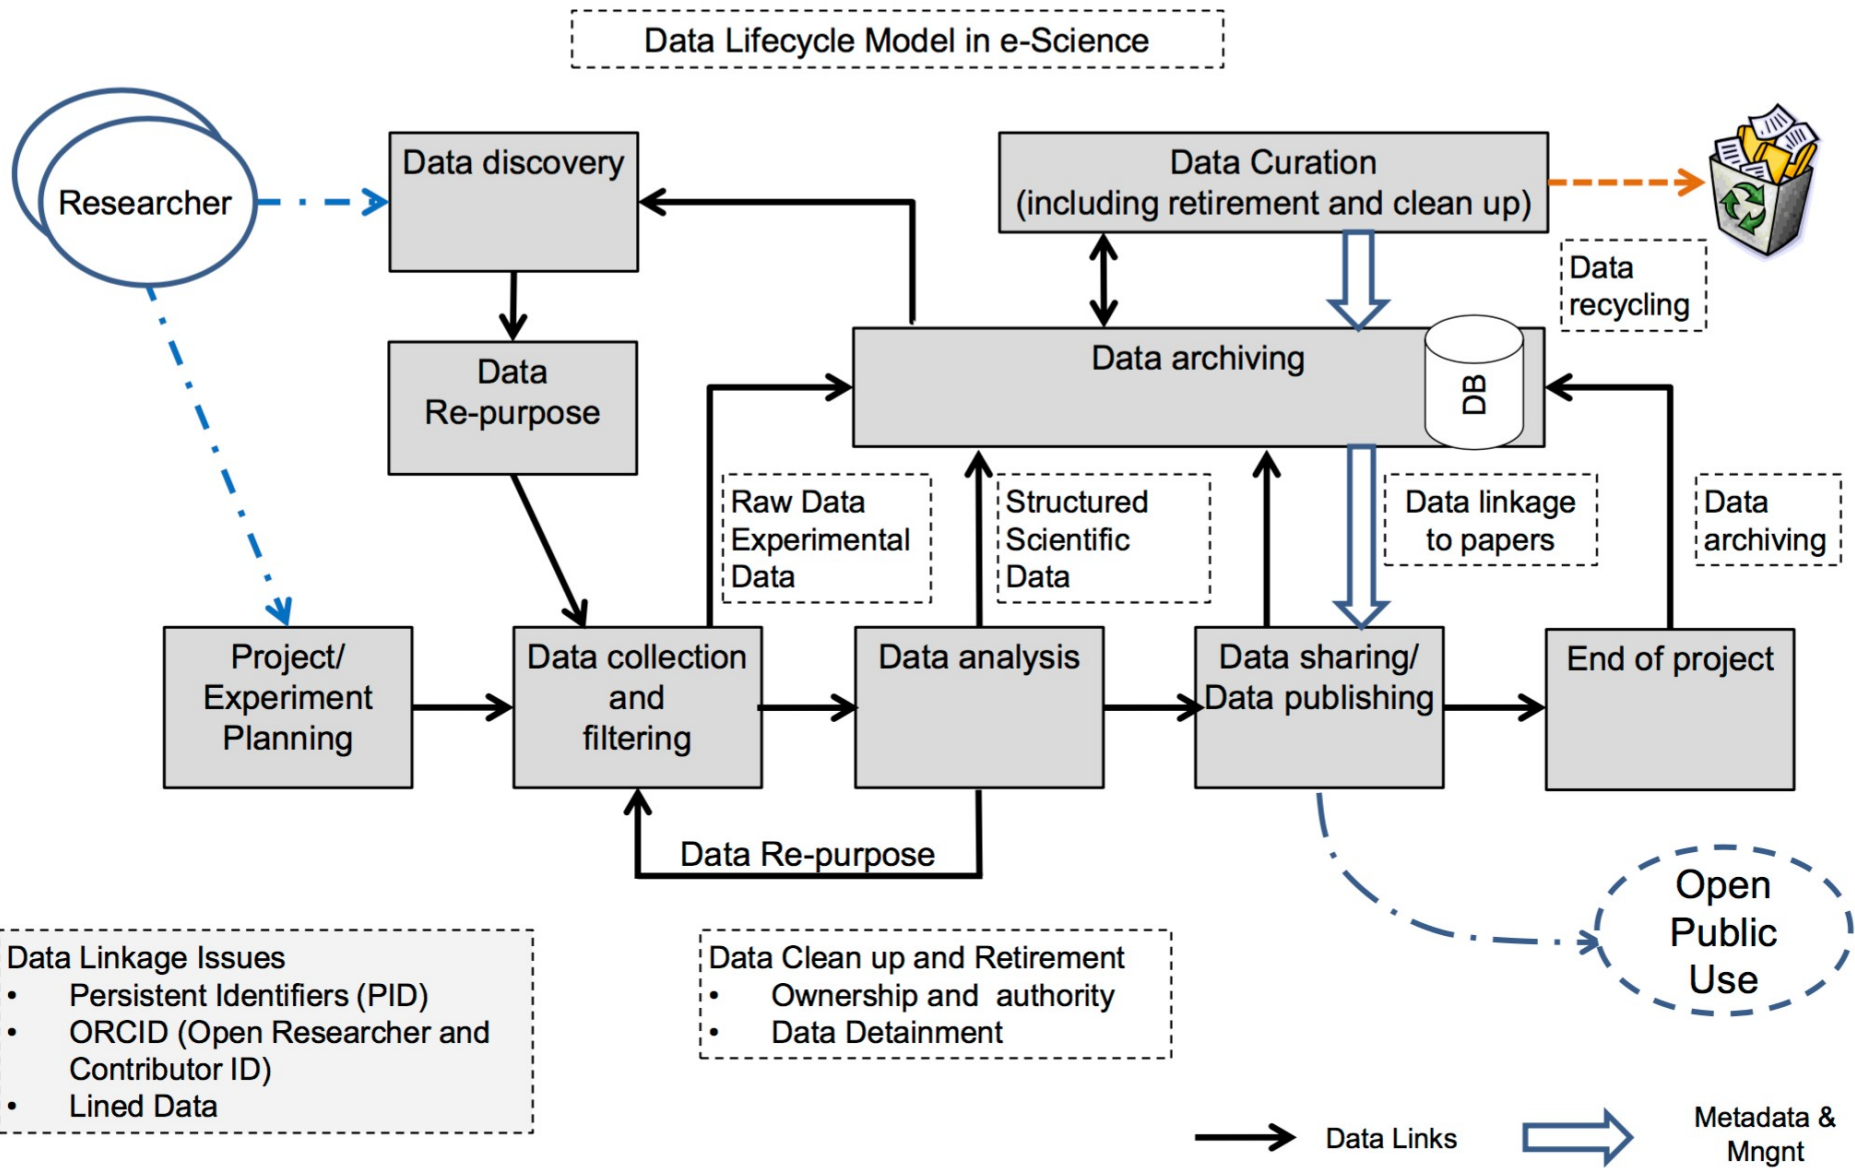 Data Lifecycle Model in e-Science
Researcher
Data discovery
Data Curation
(including retirement and clean up)
Data
recycling
Data
Re-purpose
Data archiving
DB
Raw Data
Experimental
Data
Structured
Scientific
Data
Data linkage
to papers
Data
archiving
Project/
Experiment
Planning
Data collection
and
filtering
Data analysis
Data sharing/
Data publishing
End of project
Data Re-purpose
Open
Public
Use
Data Linkage Issues
• Persistent Identifiers (PID)
• ORCID (Open Researcher and
Contributor ID)
• Lined Data
Data Clean up and Retirement
• Ownership and authority
• Data Detainment
Data Links
Metadata &
Mngnt